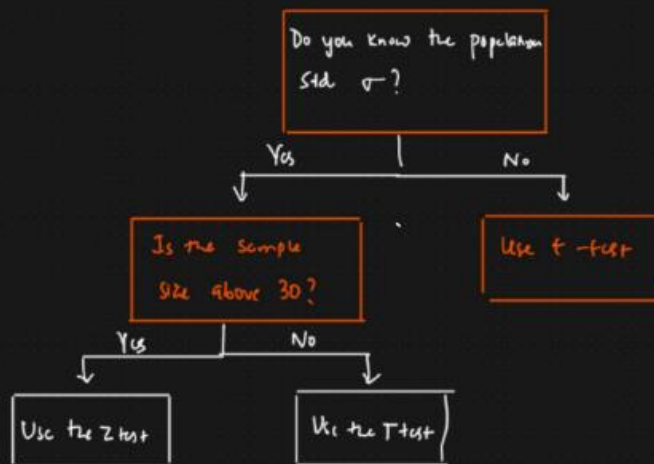 Do you know the population
Std σ?
Yes
No
Is the sample
size above 30?
Use t-test
Yes
No
Use the Z test
Use the T test